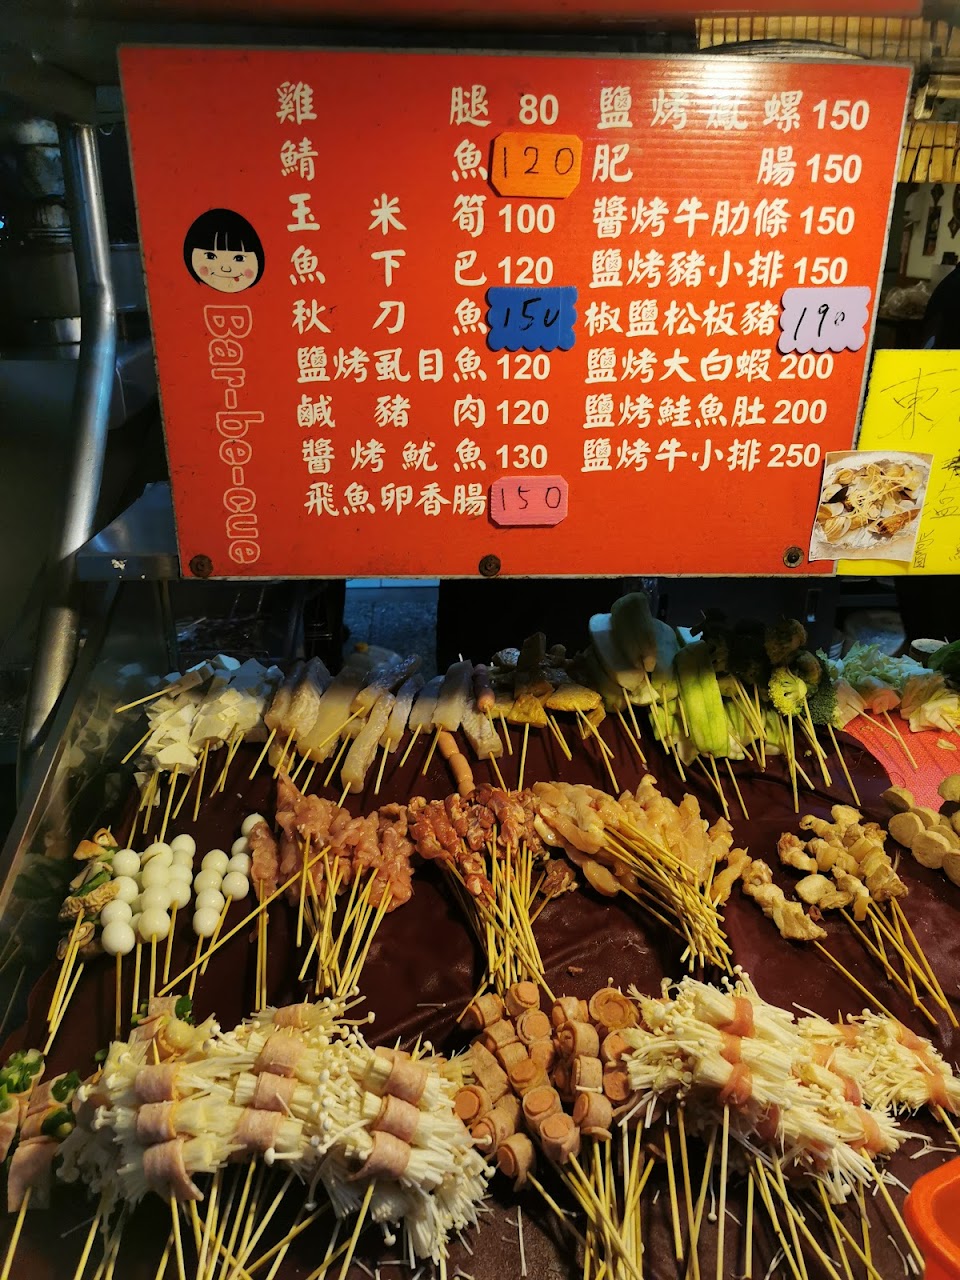 Bar-be-cue
雞腿 80
鯖魚 120
玉米筍 100
魚下巴 120
秋刀魚 150
鹽烤虱目魚 120
鹹豬肉 120
醬烤魷魚 130
飛魚卵香腸 150
鹽烤鳳螺 150
肥腸 150
醬烤牛肋條 150
鹽烤豬小排 150
椒鹽松板豬 190
鹽烤大白蝦 200
鹽烤鮭魚肚 200
鹽烤牛小排 250
東